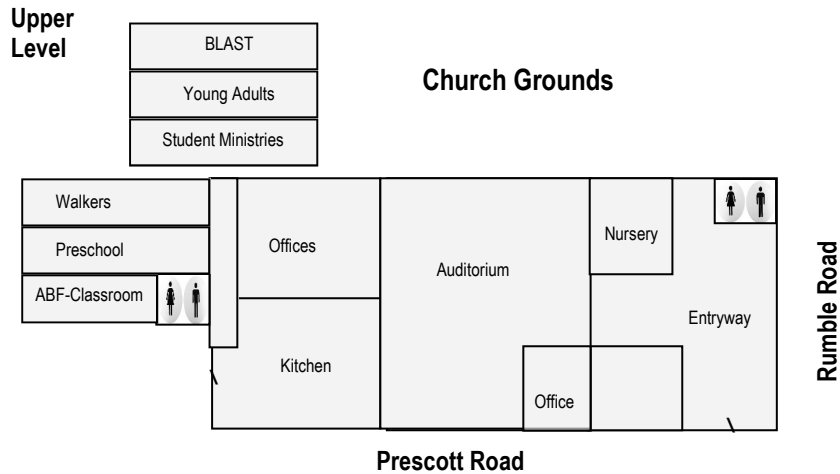 Upper
Level
BLAST
Church Grounds
Young Adults
Student Ministries
Walkers
Preschool
ABF-Classroom
Offices
Auditorium
Nursery
Entryway
Kitchen
Office
Rumble Road
Prescott Road